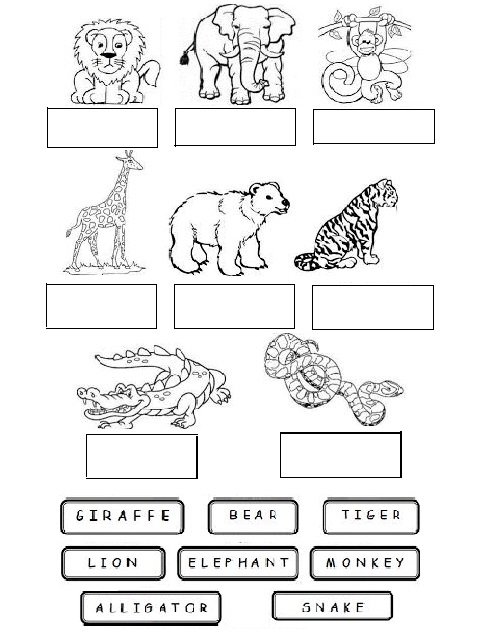 GIRAFFE BEAR TIGER
LION ELEPHANT MONKEY
ALLIGATOR SNAKE